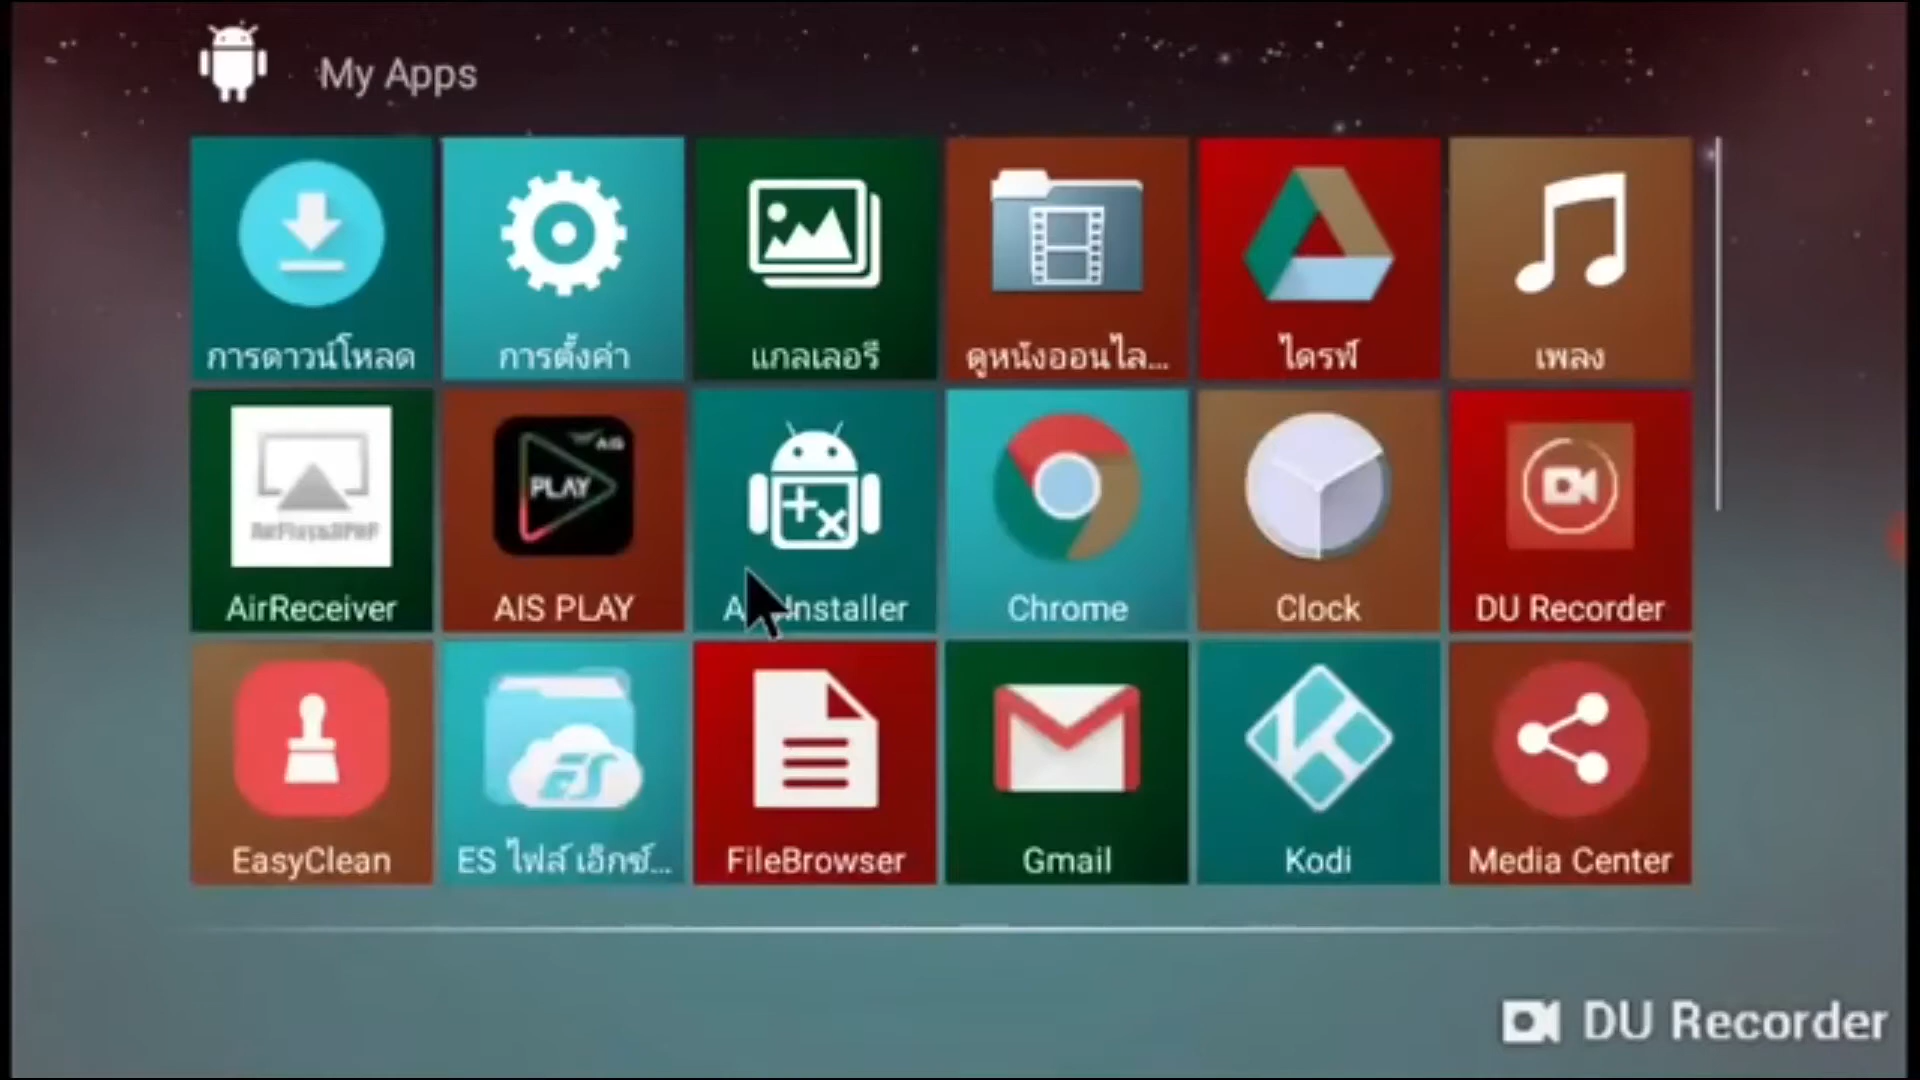 My Apps
การดาวน์โหลด
การตั้งค่า
แกลเลอรี
ดูหนังออนไล...
ไดรฟ์
เพลง
AirReceiver
AIS
PLAY
AIS PLAY
Installer
Chrome
Clock
DU Recorder
EasyClean
ES ไฟล์ เอ็กซ์...
FileBrowser
Gmail
Kodi
Media Center
DU Recorder